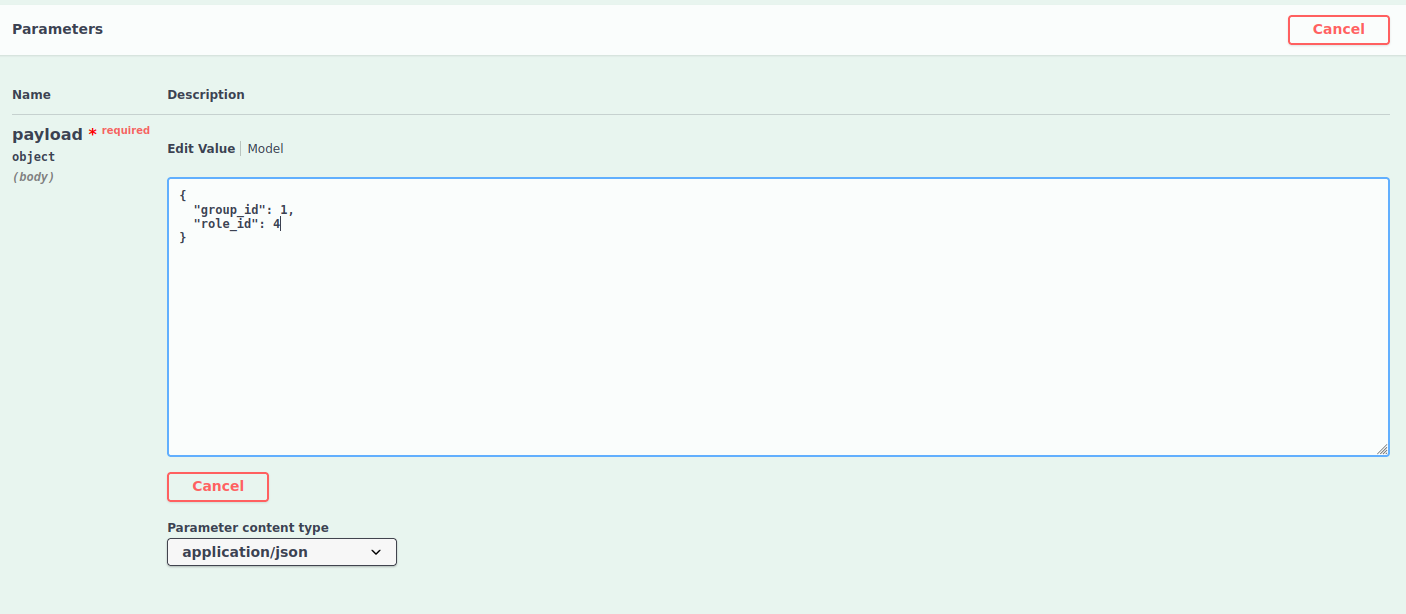 Parameters
Cancel
Name Description
payload * required
object
(body)
Edit Value Model
{
"group_id": 1,
"role_id": 4
}
Cancel
Parameter content type
application/json